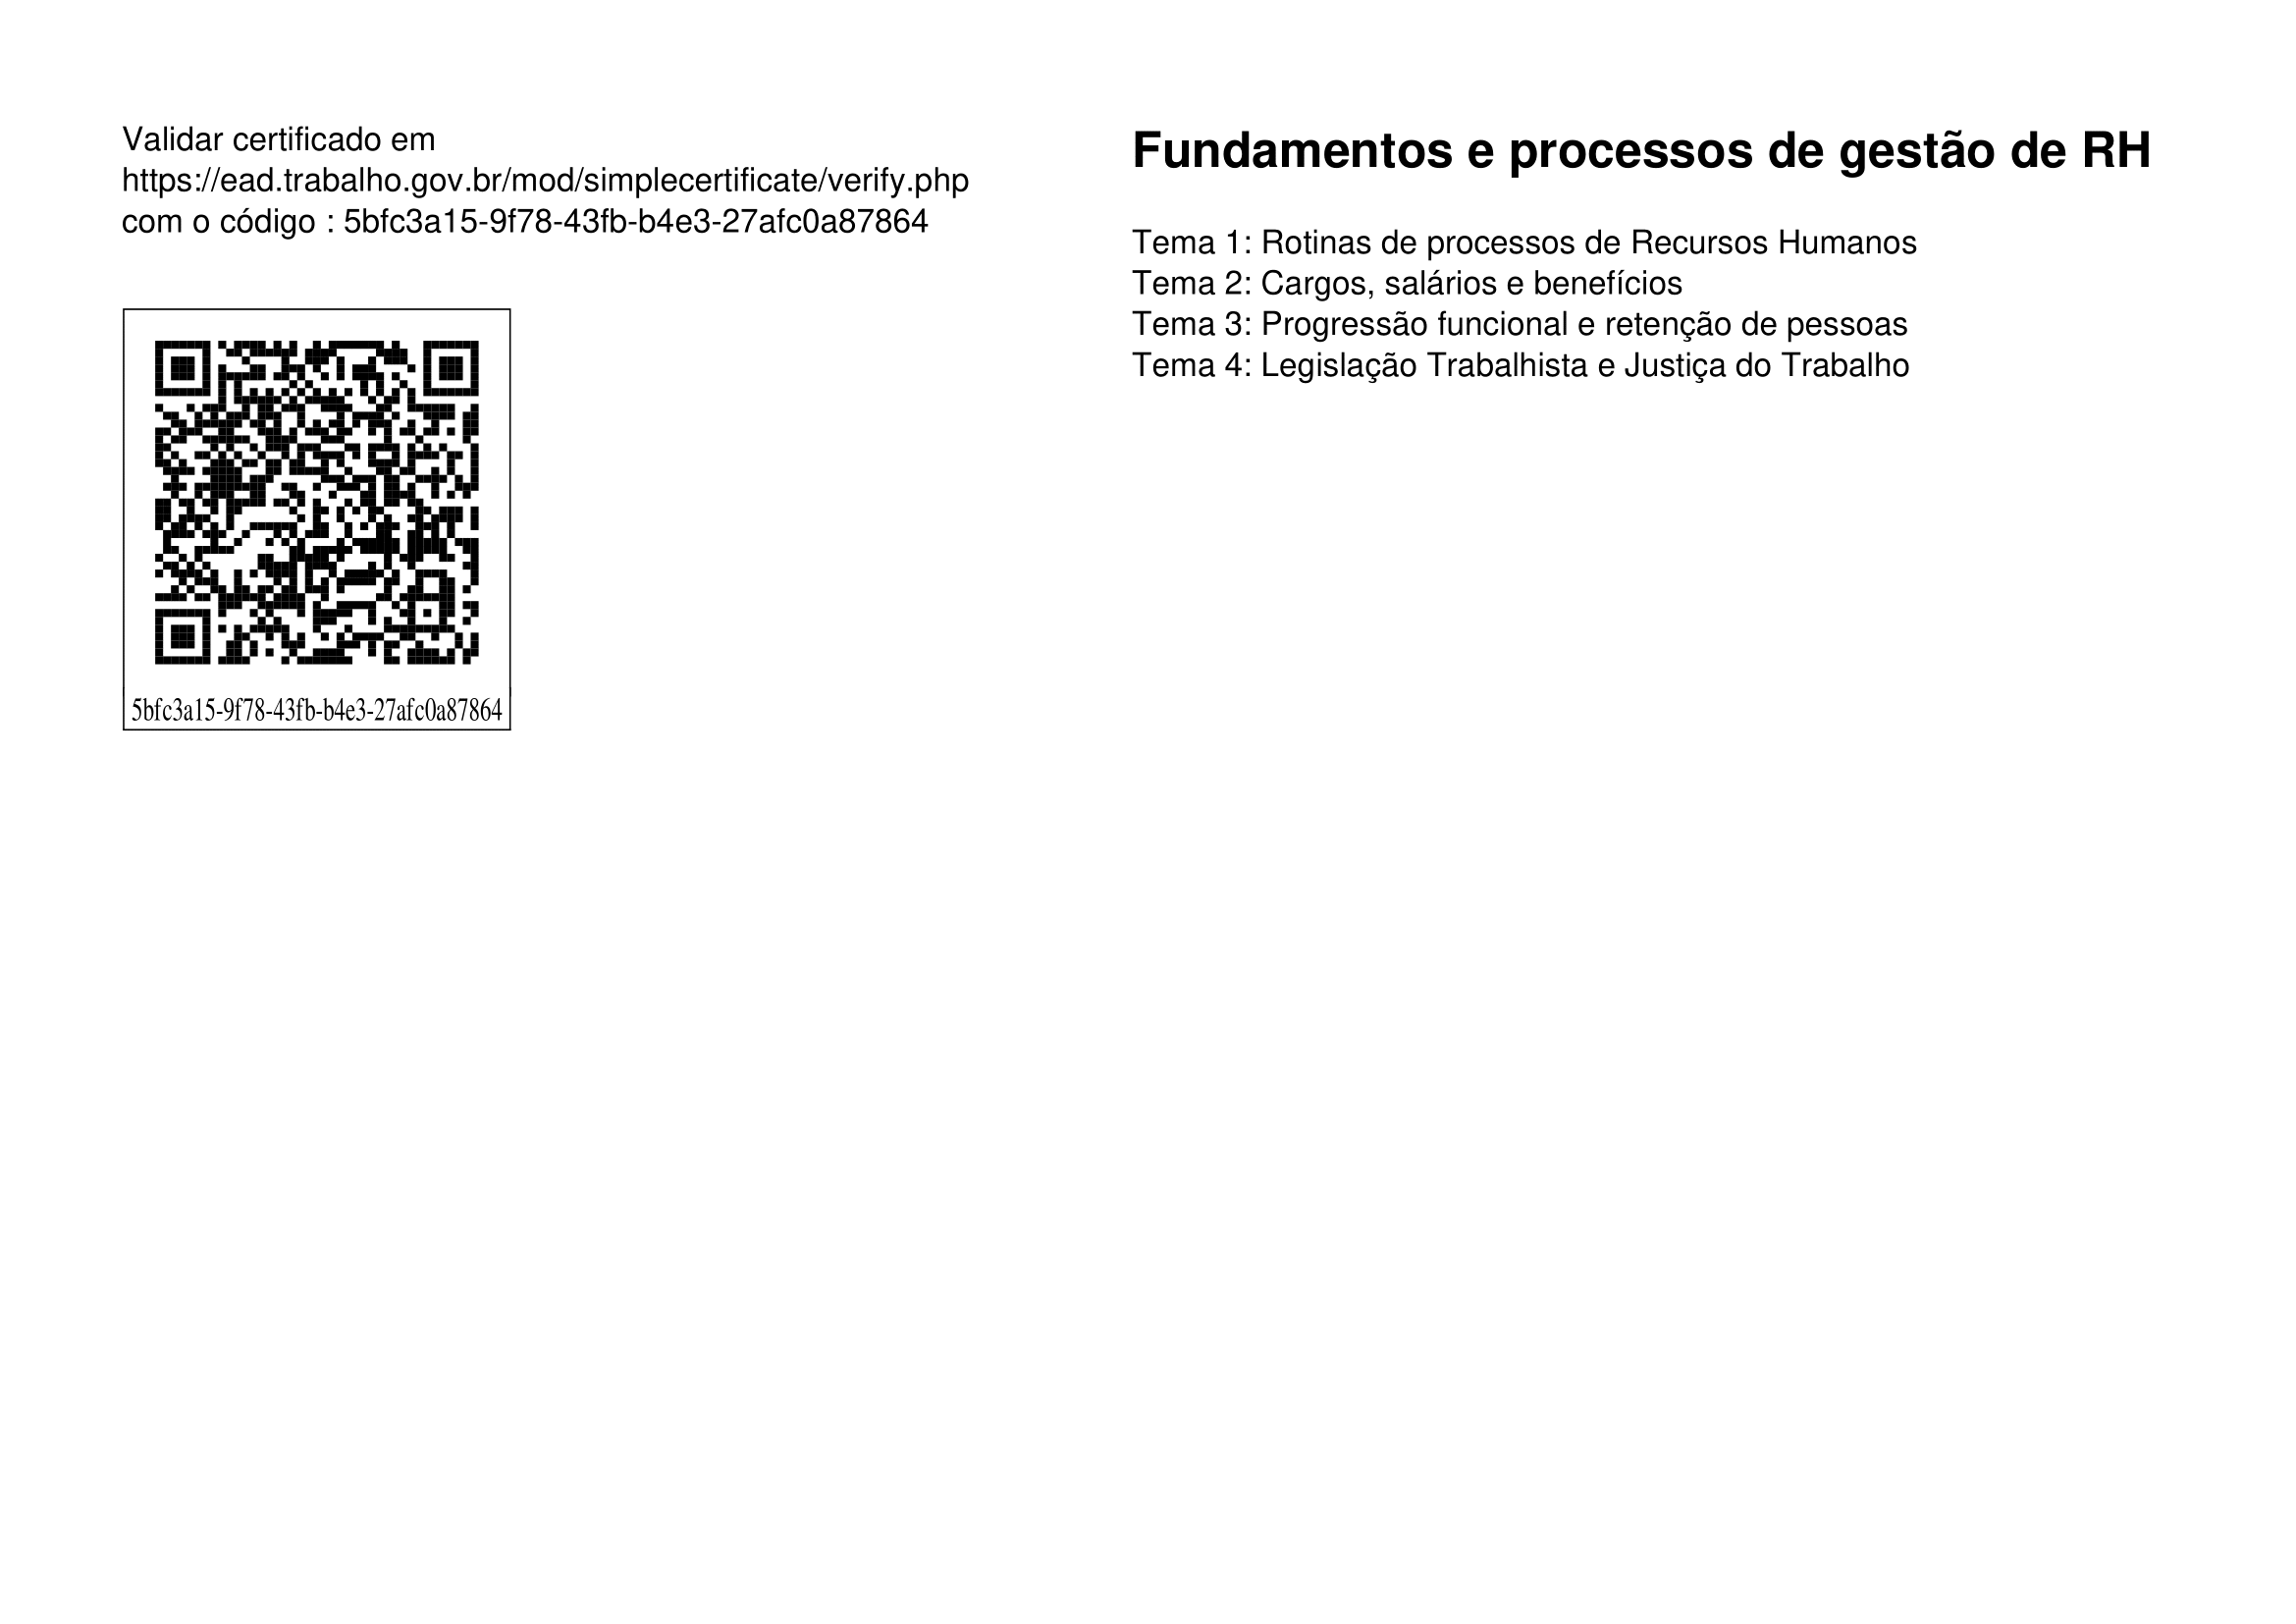 Validar certificado em
https://ead.trabalho.gov.br/mod/simplecertificate/verify.php
com o código : 5bfc3a15-9f78-43fb-b4e3-27afc0a87864
5bfc3a15-9f78-43fb-b4e3-27afc0a87864
Fundamentos e processos de gestão de RH
Tema 1: Rotinas de processos de Recursos Humanos
Tema 2: Cargos, salários e benefícios
Tema 3: Progressão funcional e retenção de pessoas
Tema 4: Legislação Trabalhista e Justiça do Trabalho